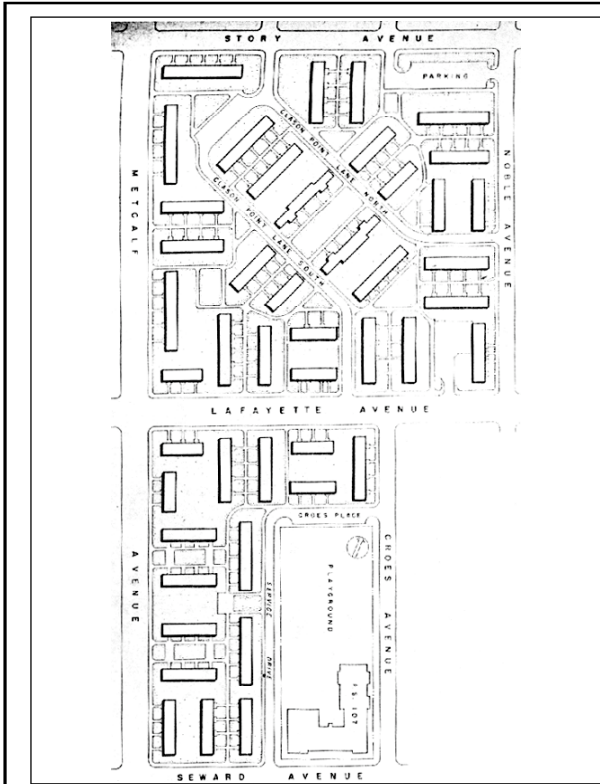 STORY AVENUE
PARKING
CLASON POINT LANE NORTH
CLASON POINT LANE SOUTH
METCALF
NOBLE AVENUE
LAFAYETTE AVENUE
CROES PLACE
AVENUE
SERVICE DRIVE
PLAYGROUND
CROES AVENUE
SEWARD AVENUE